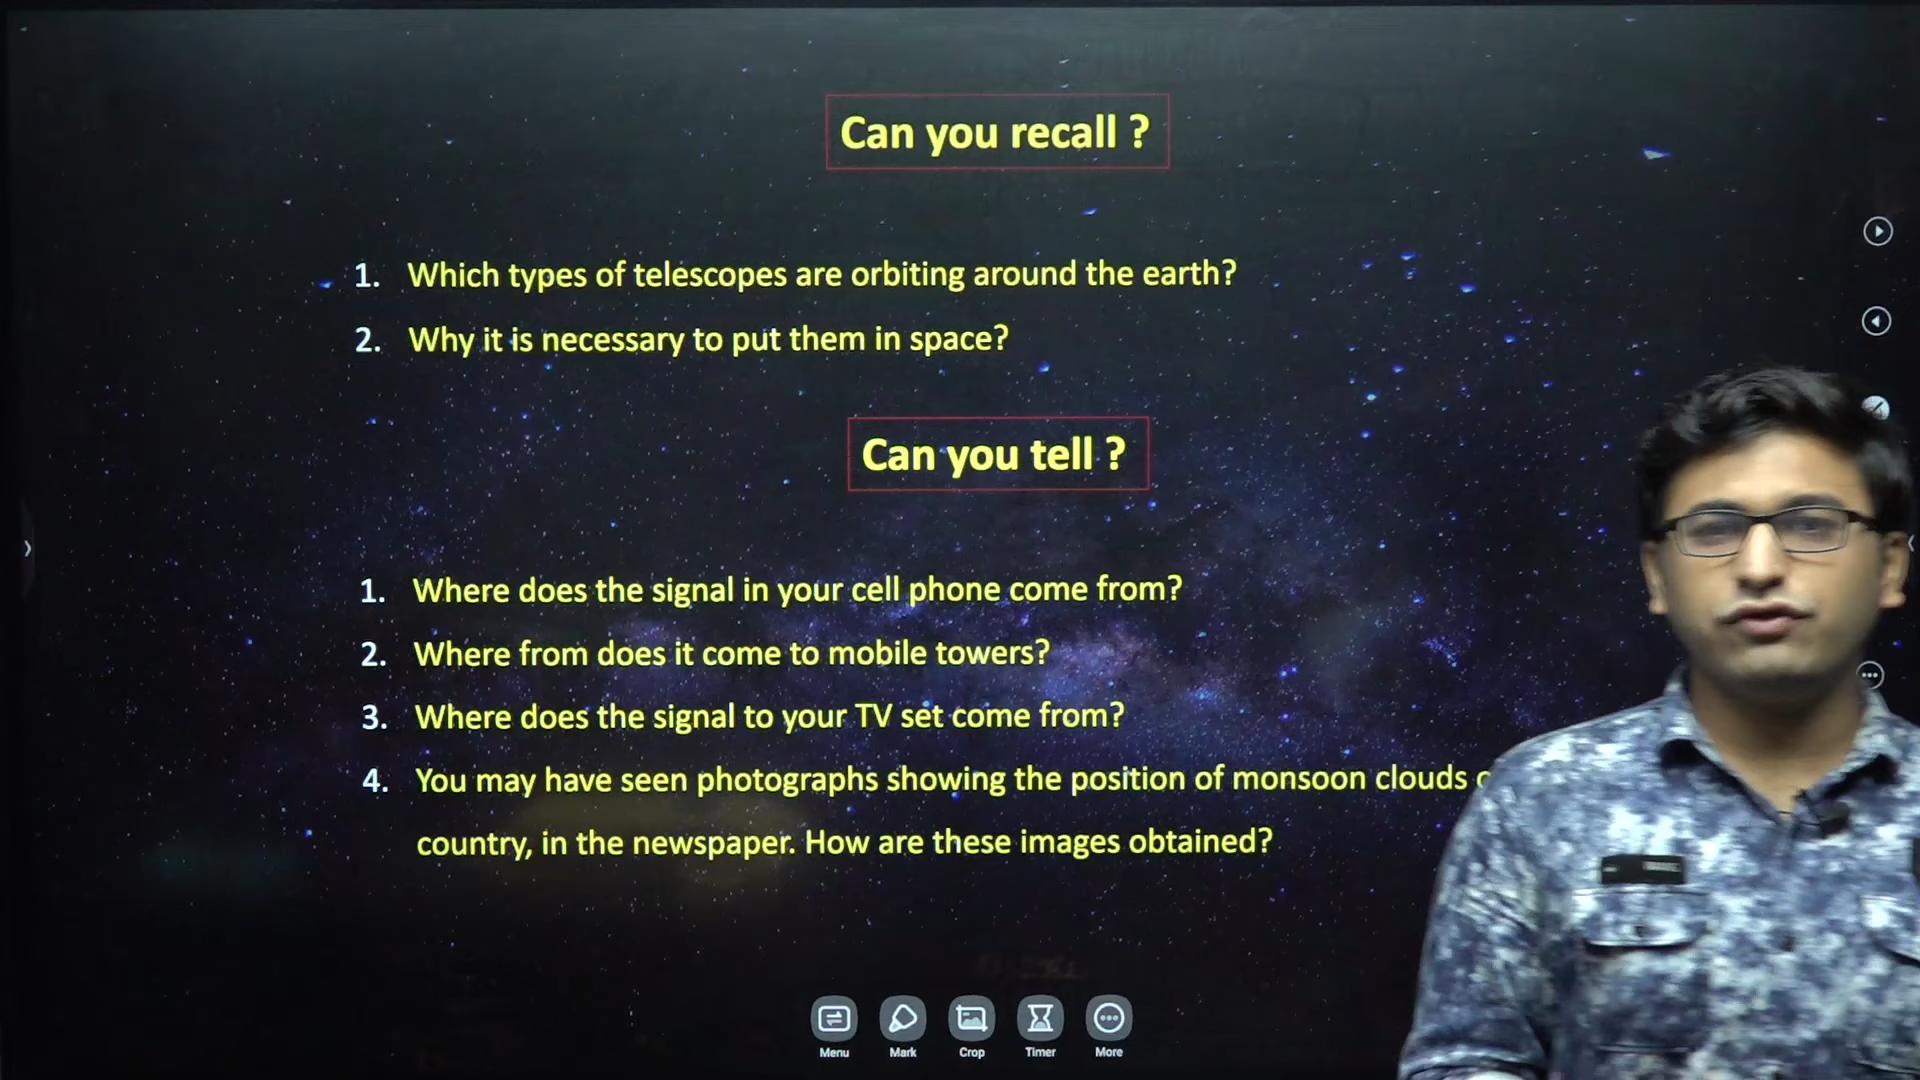 Can you recall ?
1. Which types of telescopes are orbiting around the earth?
2. Why it is necessary to put them in space?
Can you tell ?
1. Where does the signal in your cell phone come from?
2. Where from does it come to mobile towers?
3. Where does the signal to your TV set come from?
4. You may have seen photographs showing the position of monsoon clouds
country, in the newspaper. How are these images obtained?
Menu Mark Crop Timer More